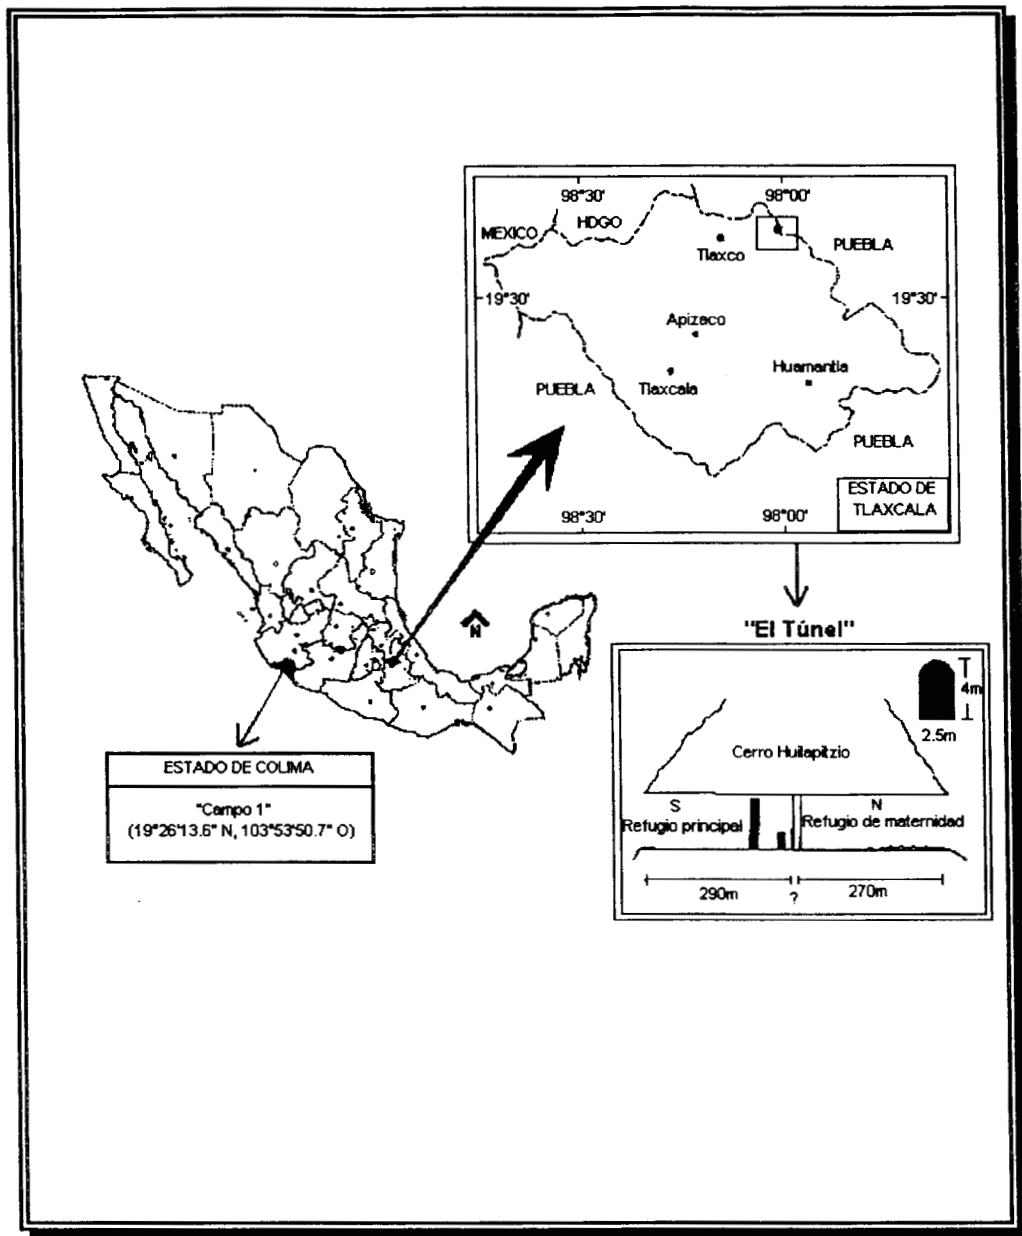 98°30'
98°00'
MEXICO
HDGO
Tlaxco
PUEBLA
19°30'
19°30'
Apizaco
Tlaxcala
Huamantla
PUEBLA
PUEBLA
ESTADO DE
TLAXCALA
98°30'
98°00'
N
"El Túnel"
4m
2.5m
Cerro Huilapitzio
S
N
Refugio principal
Refugio de maternidad
290m
?
270m
ESTADO DE COLIMA
"Campo 1"
(19°26'13.6" N, 103°53'50.7" O)